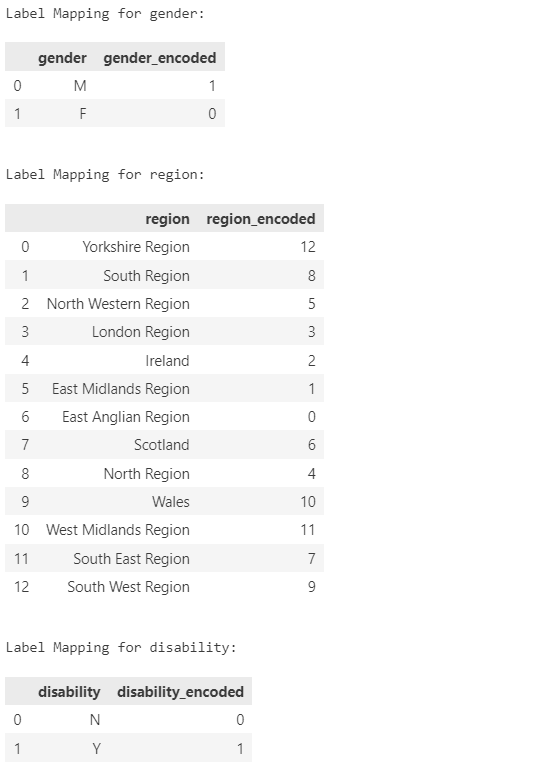 Label Mapping for gender:
gender gender_encoded
0 M 1
1 F 0
Label Mapping for region:
region region_encoded
0 Yorkshire Region 12
1 South Region 8
2 North Western Region 5
3 London Region 3
4 Ireland 2
5 East Midlands Region 1
6 East Anglian Region 0
7 Scotland 6
8 North Region 4
9 Wales 10
10 West Midlands Region 11
11 South East Region 7
12 South West Region 9
Label Mapping for disability:
disability disability_encoded
0 N 0
1 Y 1